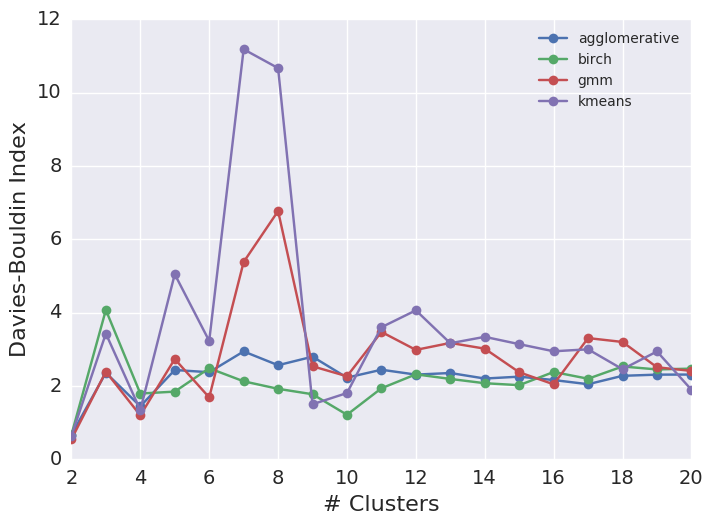 12
10
8
6
4
2
0
Davies-Bouldin Index
agglomerative
birch
gmm
kmeans
2 4 6 8 10 12 14 16 18 20
# Clusters